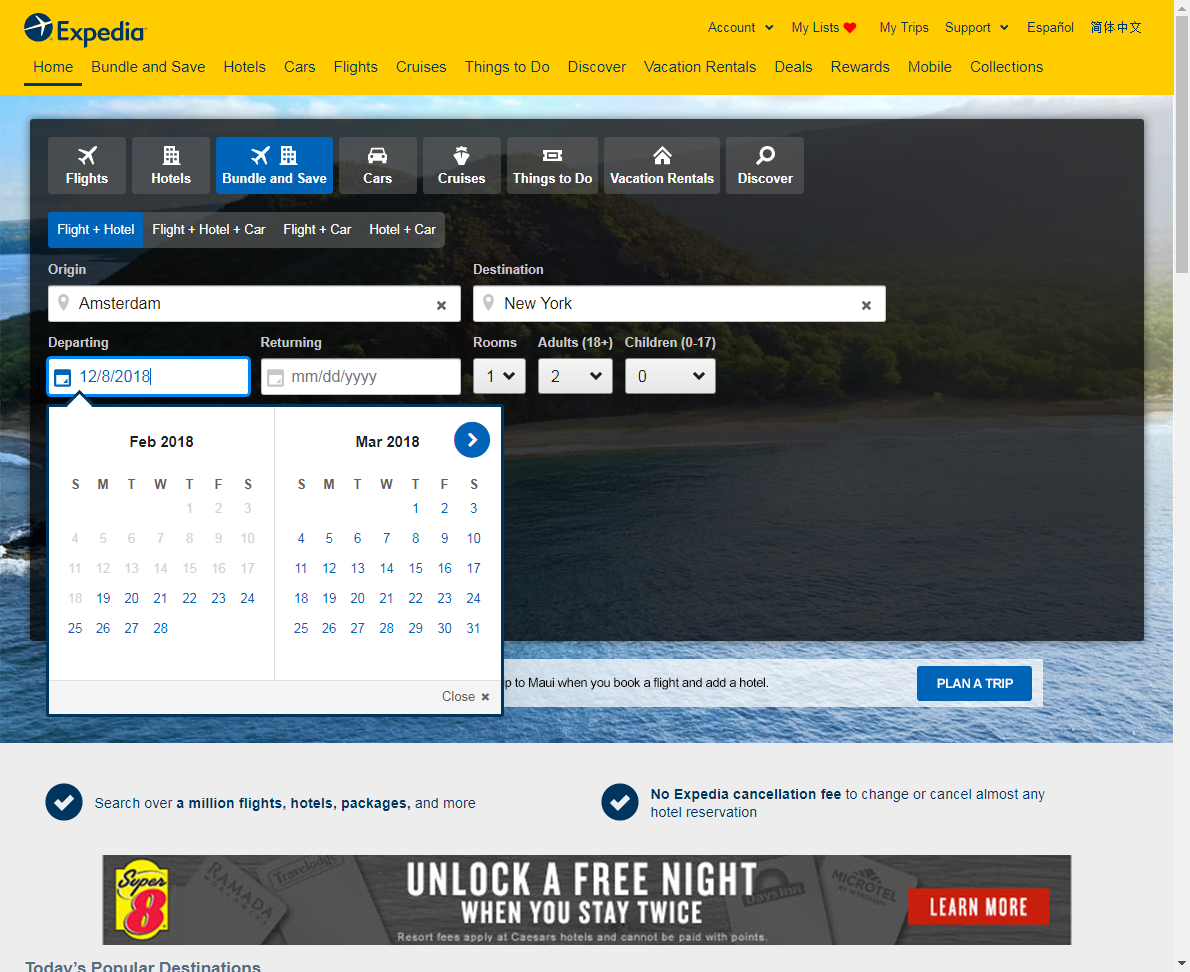 Expedia
Account My Lists My Trips Support Español 简体中文
Home Bundle and Save Hotels Cars Flights Cruises Things to Do Discover Vacation Rentals Deals Rewards Mobile Collections
Flights Hotels Bundle and Save Cars Cruises Things to Do Vacation Rentals Discover
Flight + Hotel Flight + Hotel + Car Flight + Car Hotel + Car
Origin Destination
Amsterdam New York
Departing Returning Rooms Adults (18+) Children (0-17)
12/8/2018 mm/dd/yyyy 1 2 0
Feb 2018 Mar 2018
S M T W T F S S M T W T F S
1 2 3 1 2 3
4 5 6 7 8 9 10 4 5 6 7 8 9 10
11 12 13 14 15 16 17 11 12 13 14 15 16 17
18 19 20 21 22 23 24 18 19 20 21 22 23 24
25 26 27 28 25 26 27 28 29 30 31
Close
p to Maui when you book a flight and add a hotel. PLAN A TRIP
Search over a million flights, hotels, packages, and more
No Expedia cancellation fee to change or cancel almost any
hotel reservation
Super 8
RAMADA
Travelodge
UNLOCK A FREE NIGHT
WHEN YOU STAY TWICE
Days Inn
MICROTEL
LEARN MORE
Resort fees apply at Caesars hotels and cannot be paid with points.
Today's Popular Destinations